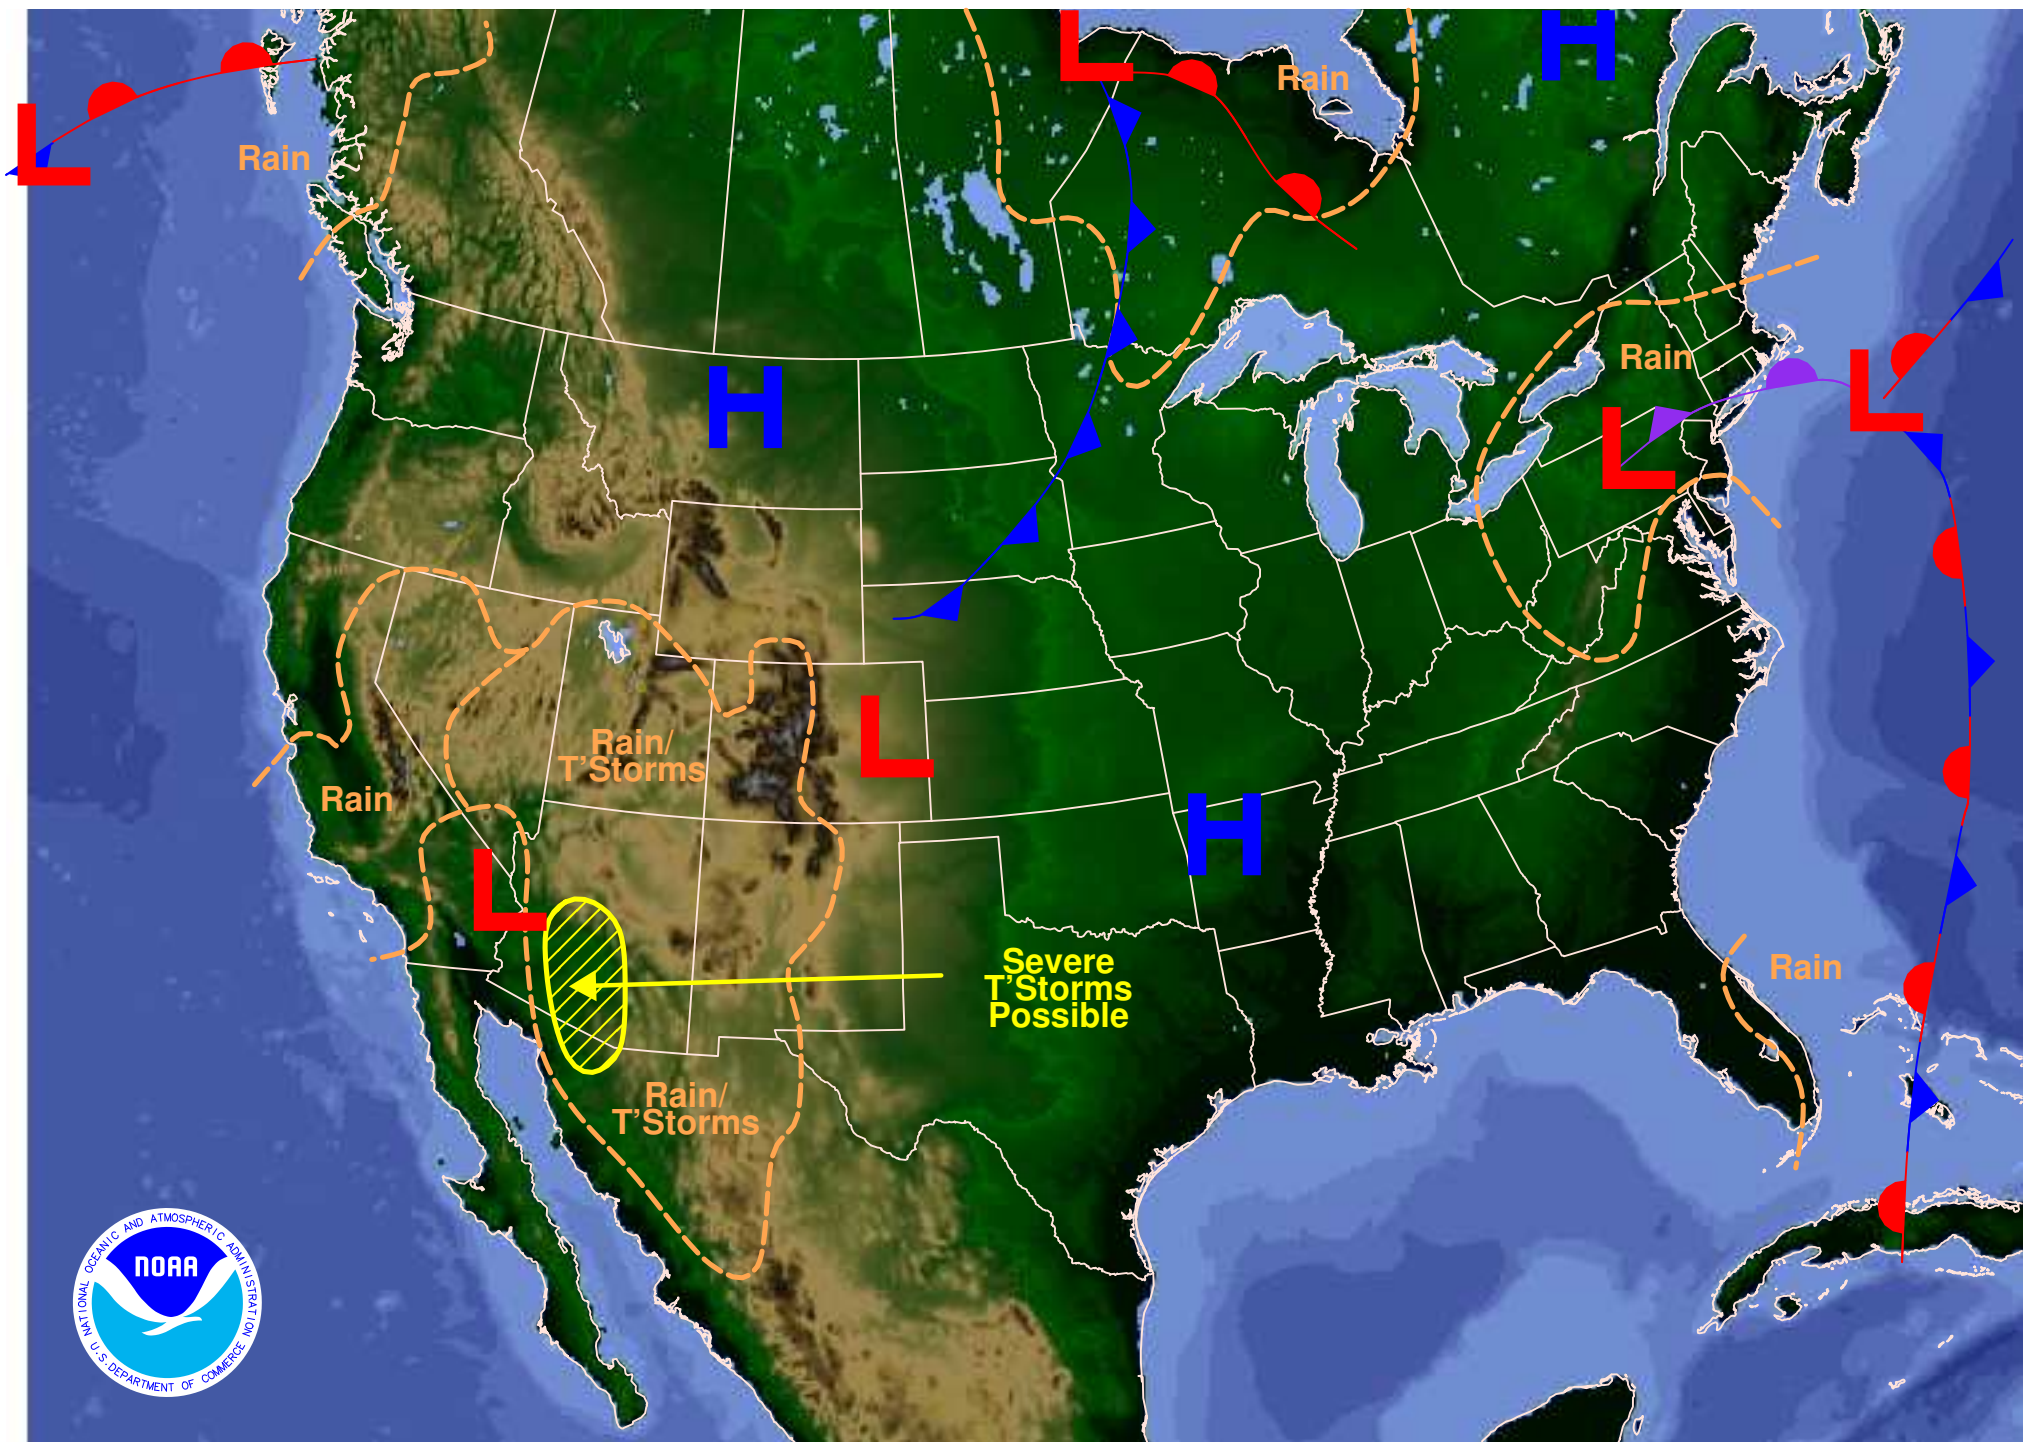 L
H
Rain
L
Rain
H
L
Rain
L
L
Rain/
T'Storms
Rain
H
L
Severe
T'Storms
Possible
Rain
Rain/
T'Storms
NATIONAL OCEANIC AND ATMOSPHERIC ADMINISTRATION
NOAA
U.S. DEPARTMENT OF COMMERCE